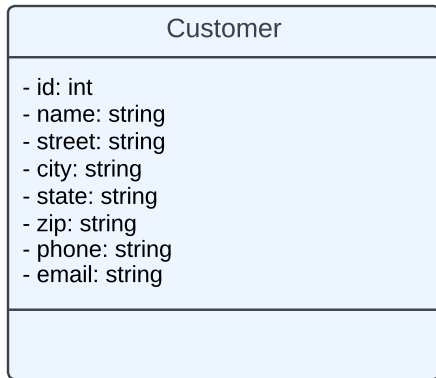 Customer
- id: int
- name: string
- street: string
- city: string
- state: string
- zip: string
- phone: string
- email: string